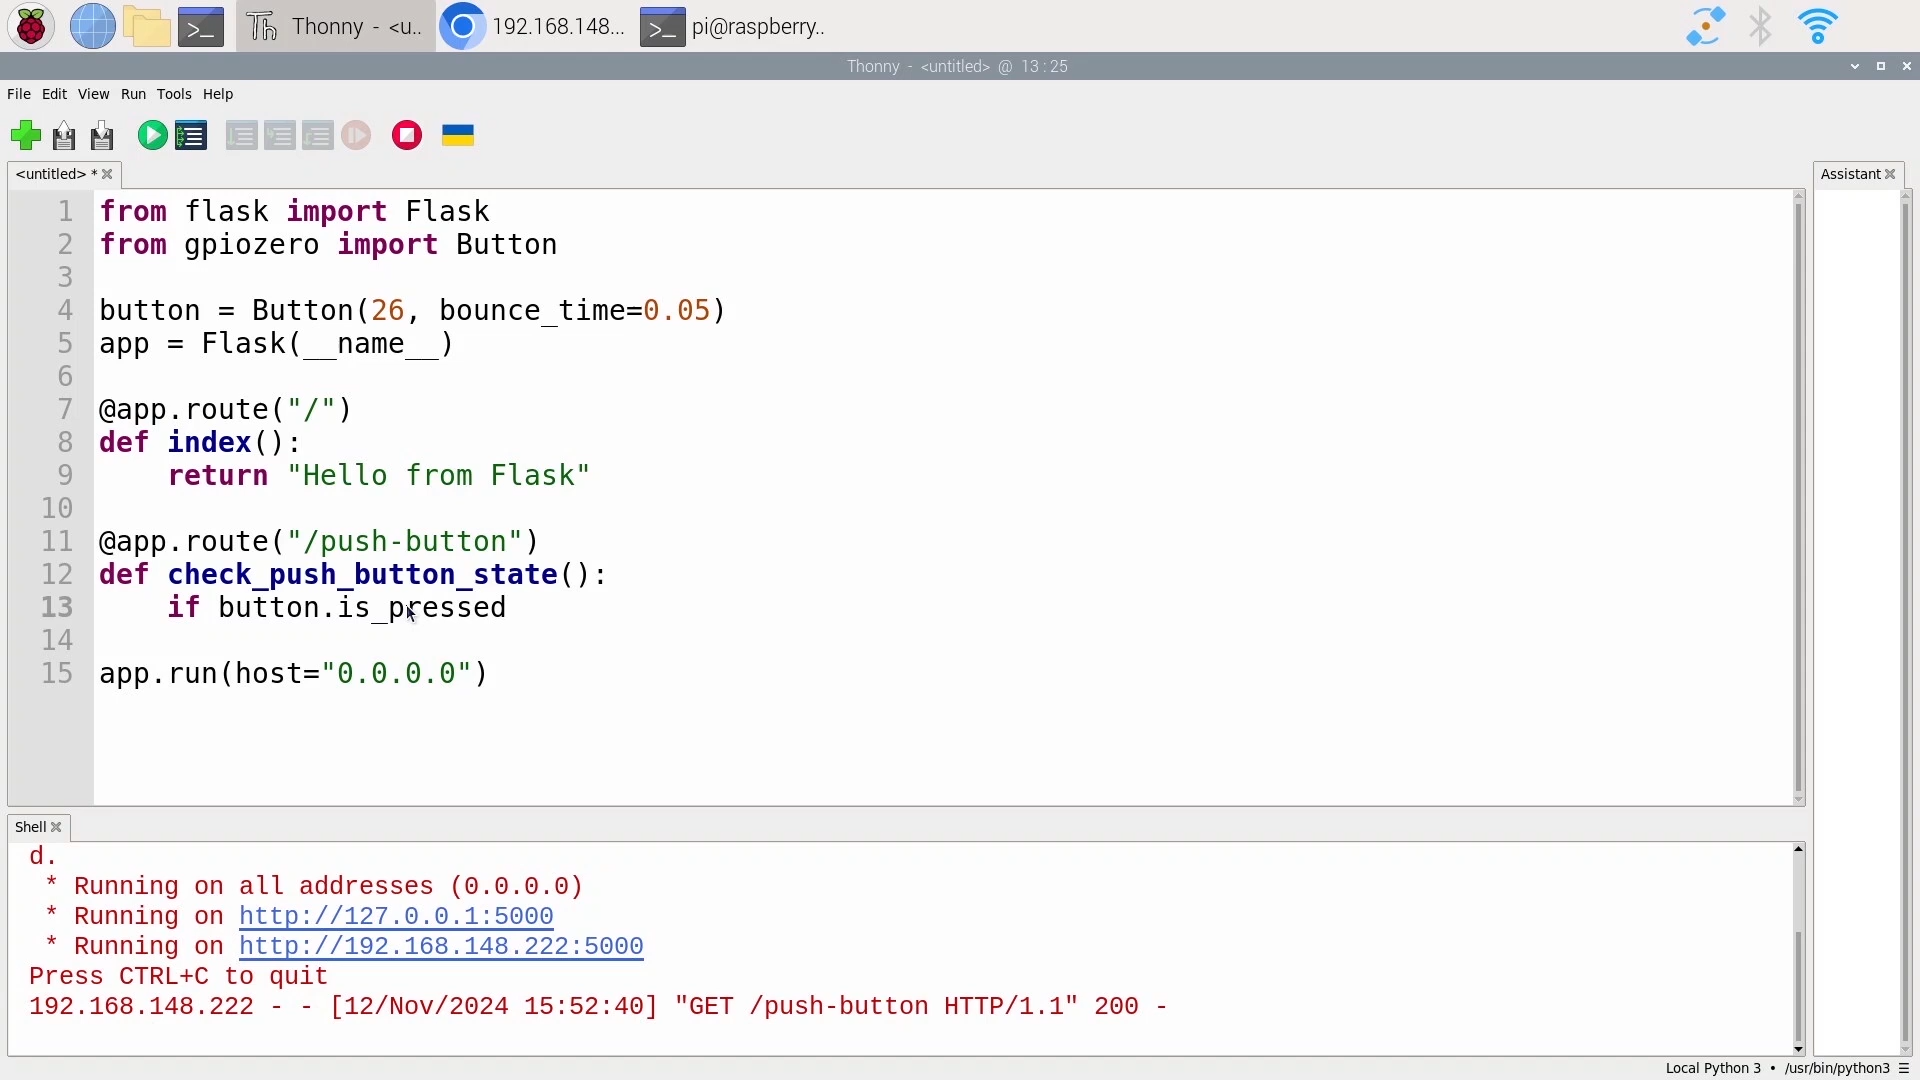 Thonny - <u.. 192.168.148... pi@raspberry..
Thonny - <untitled> @ 13:25
File Edit View Run Tools Help
<untitled> *
Assistant
1 from flask import Flask
2 from gpiozero import Button
3
4 button = Button(26, bounce_time=0.05)
5 app = Flask(__name__)
6
7 @app.route("/")
8 def index():
9     return "Hello from Flask"
10
11 @app.route("/push-button")
12 def check_push_button_state():
13     if button.is_pressed
14
15 app.run(host="0.0.0.0")
Shell
d.
 * Running on all addresses (0.0.0.0)
 * Running on http://127.0.0.1:5000
 * Running on http://192.168.148.222:5000
Press CTRL+C to quit
192.168.148.222 - - [12/Nov/2024 15:52:40] "GET /push-button HTTP/1.1" 200 -
Local Python 3 • /usr/bin/python3 ☰